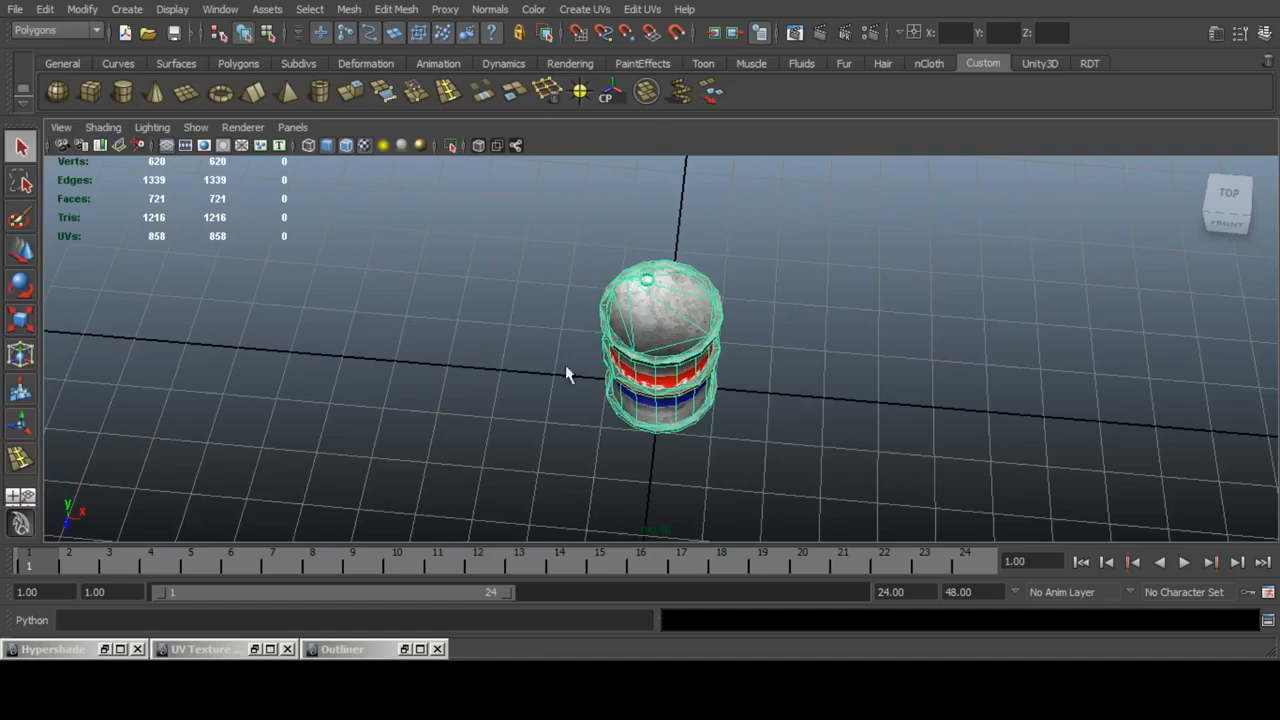 File Edit Modify Create Display Window Assets Select Mesh Edit Mesh Proxy Normals Color Create UVs Edit UVs Help
Polygons X: Y: Z:
General Curves Surfaces Polygons Subdivs Deformation Animation Dynamics Rendering PaintEffects Toon Muscle Fluids Fur Hair nCloth Custom Unity3D RDT
CP
View Shading Lighting Show Renderer Panels
T
Verts: 620 620 0
Edges: 1339 1339 0
Faces: 721 721 0
Tris: 1216 1216 0
UVs: 858 858 0
TOP
FRONT
y
x
z
persp
1 2 3 4 5 6 7 8 9 10 11 12 13 14 15 16 17 18 19 20 21 22 23 24 1.00
1
1.00 1.00 1 24 24.00 48.00 No Anim Layer No Character Set
Python
Hypershade UV Texture ... Outliner